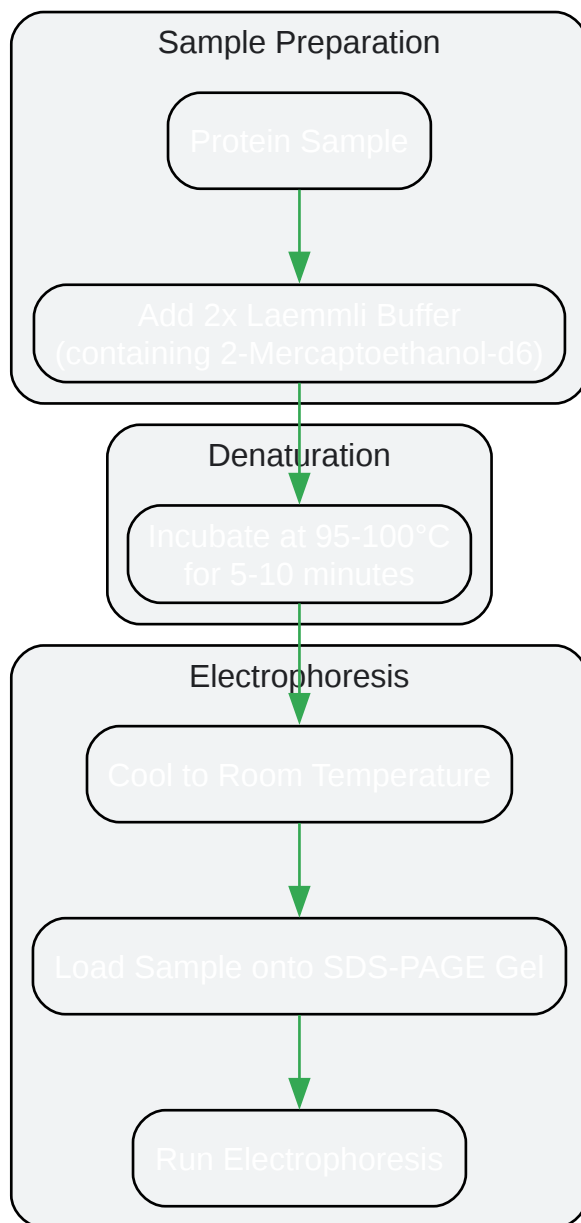 Sample Preparation
Protein Sample
Add 2x Laemmli Buffer
(containing 2-Mercaptoethanol-d6)
Denaturation
Incubate at 95-100°C
for 5-10 minutes
Electrophoresis
Cool to Room Temperature
Load Sample onto SDS-PAGE Gel
Run Electrophoresis